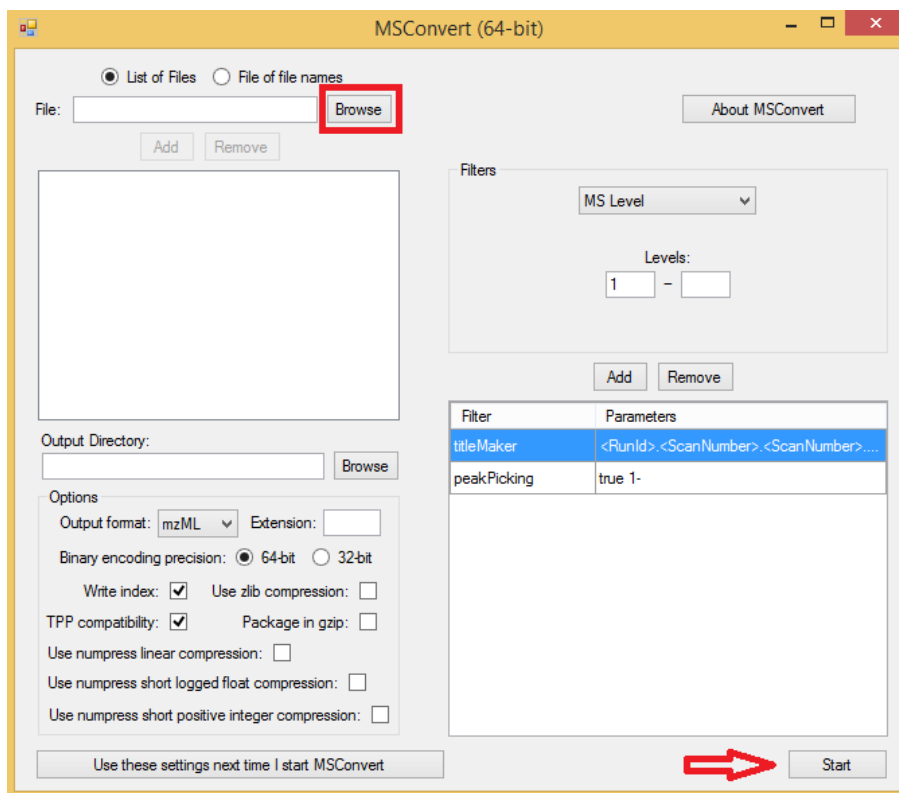 MSConvert (64-bit)
List of Files File of file names
File: Browse
About MSConvert
Add Remove
Filters
MS Level
Levels:
1 –
Add Remove
Filter Parameters
titleMaker <RunId>.<ScanNumber>.<ScanNumber>....
peakPicking true 1-
Output Directory:
Browse
Options
Output format: mzML Extension:
Binary encoding precision: 64-bit 32-bit
Write index: Use zlib compression:
TPP compatibility: Package in gzip:
Use numpress linear compression:
Use numpress short logged float compression:
Use numpress short positive integer compression:
Use these settings next time I start MSConvert
Start